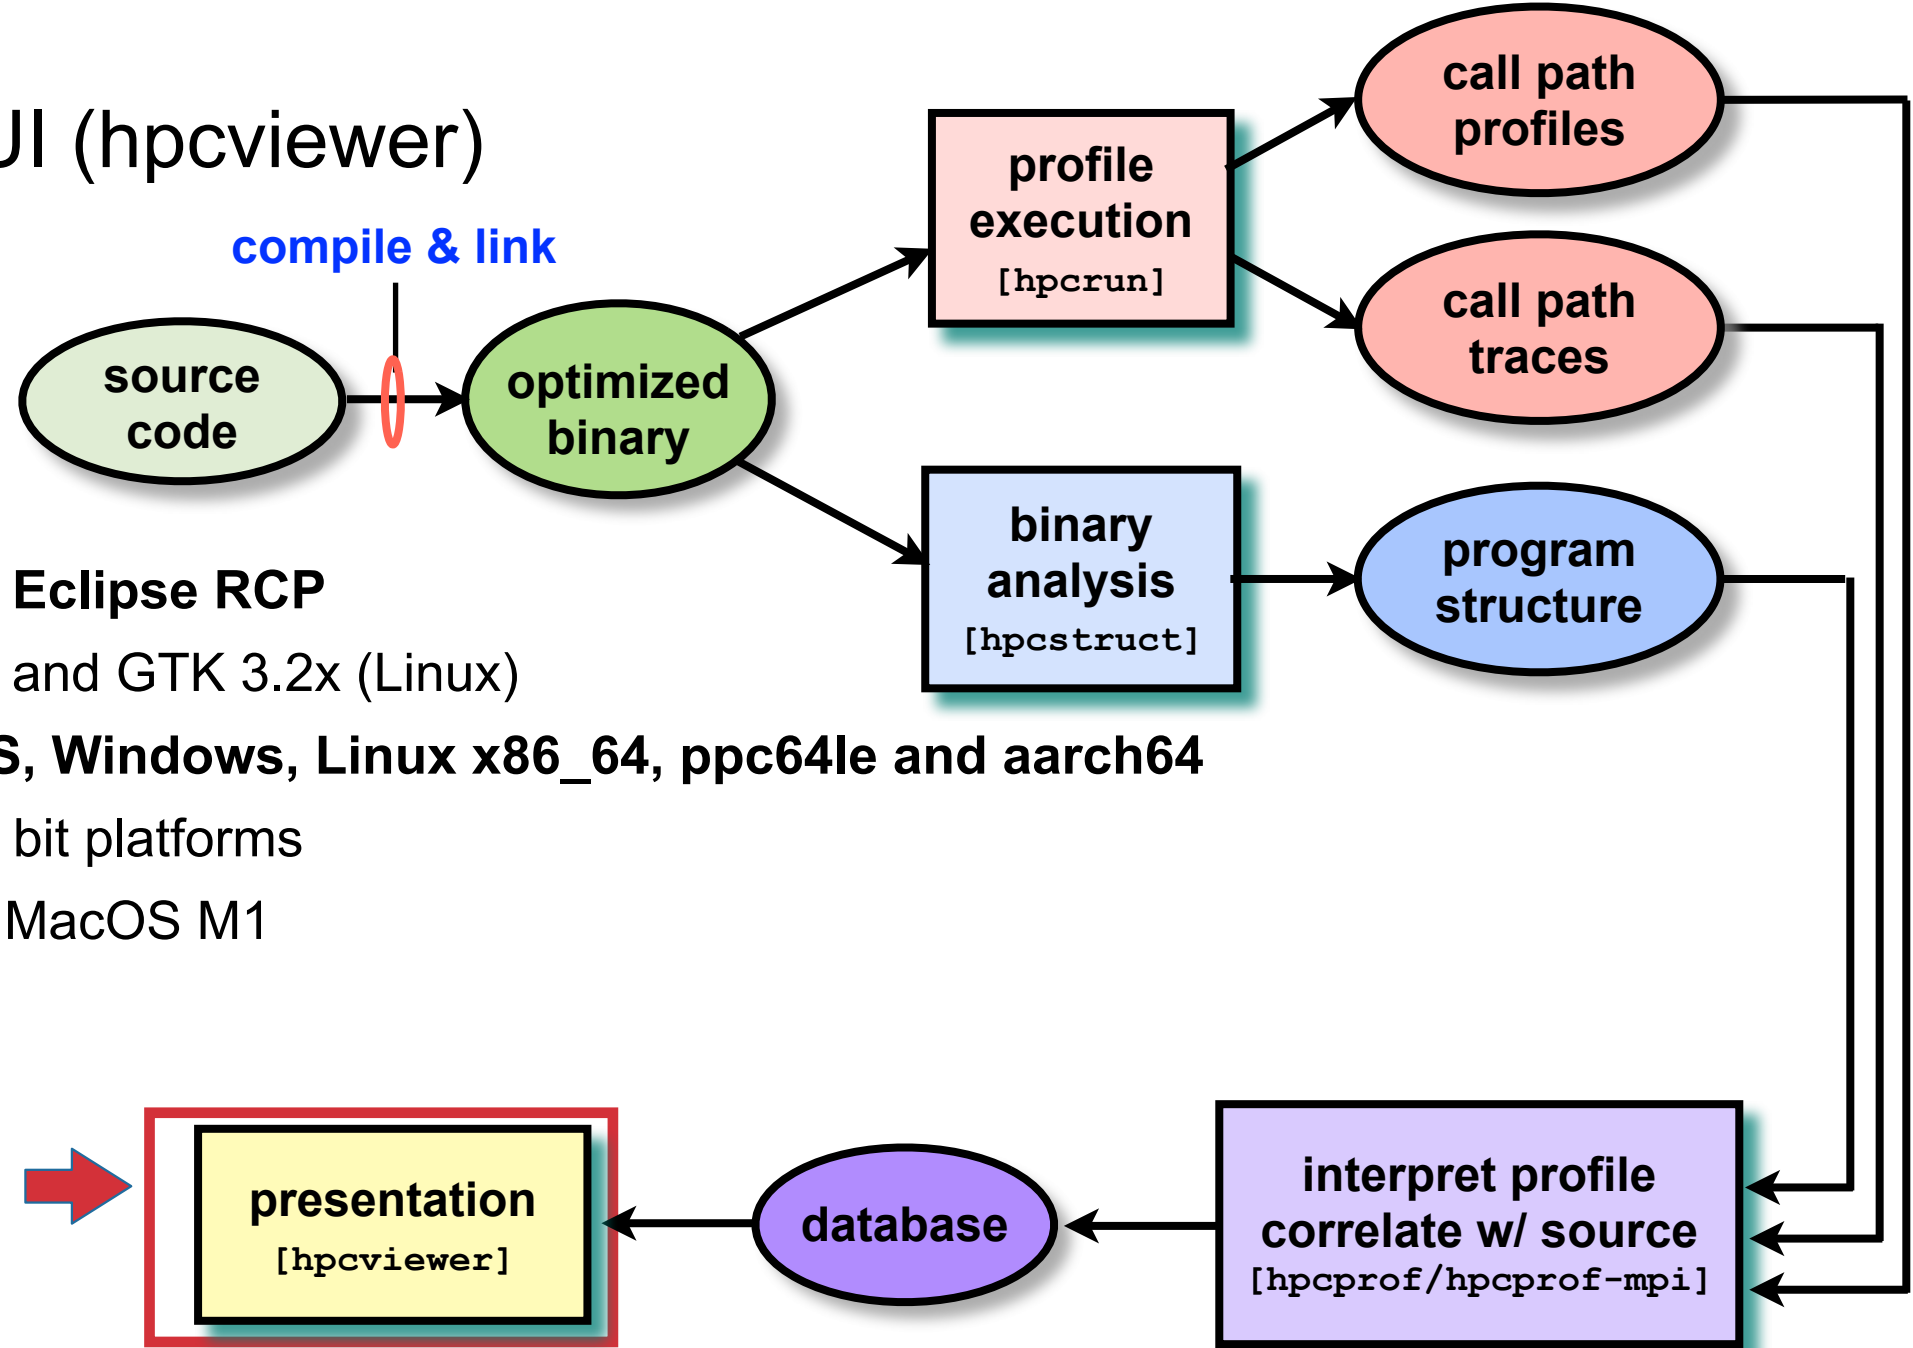 UI (hpcviewer)
compile & link
source
code
optimized
binary
profile
execution
[hpcrun]
call path
profiles
call path
traces
binary
analysis
[hpcstruct]
program
structure
Eclipse RCP
and GTK 3.2x (Linux)
S, Windows, Linux x86_64, ppc64le and aarch64
bit platforms
MacOS M1
presentation
[hpcviewer]
database
interpret profile
correlate w/ source
[hpcprof/hpcprof-mpi]